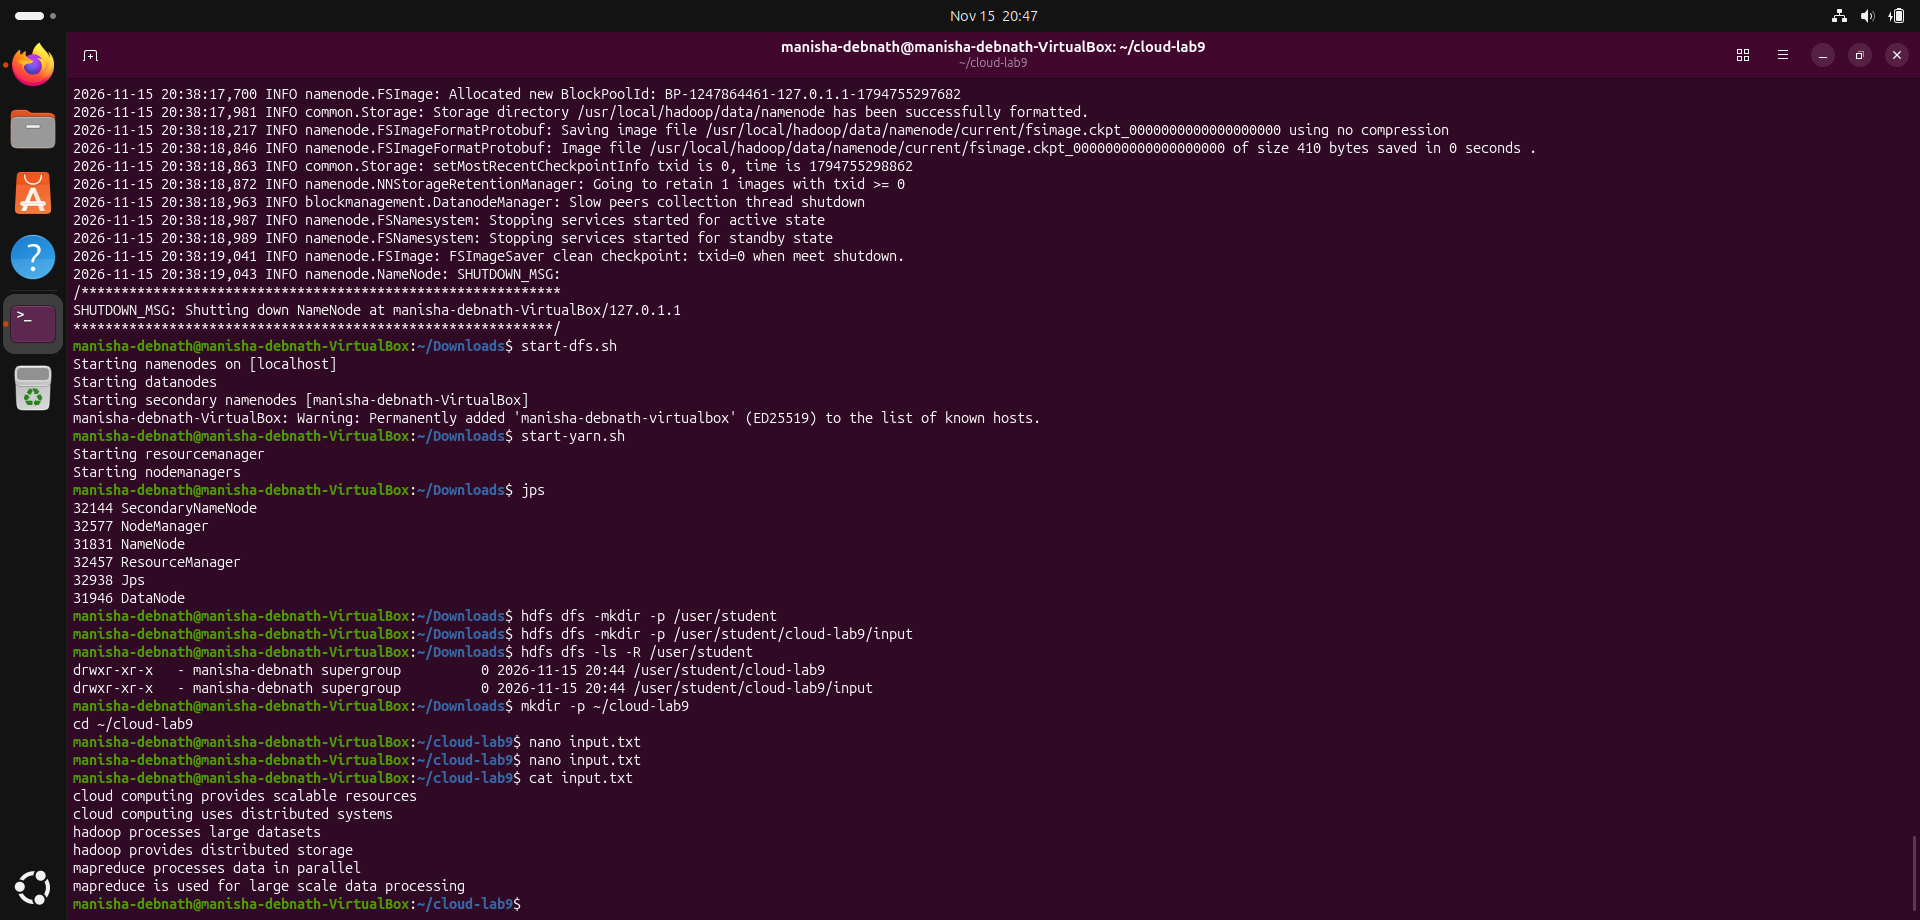 Nov 15 20:47
manisha-debnath@manisha-debnath-VirtualBox: ~/cloud-lab9
~/cloud-lab9
2026-11-15 20:38:17,700 INFO namenode.FSImage: Allocated new BlockPoolId: BP-1247864461-127.0.1.1-1794755297682
2026-11-15 20:38:17,981 INFO common.Storage: Storage directory /usr/local/hadoop/data/namenode has been successfully formatted.
2026-11-15 20:38:18,217 INFO namenode.FSImageFormatProtobuf: Saving image file /usr/local/hadoop/data/namenode/current/fsimage.ckpt_0000000000000000000 using no compression
2026-11-15 20:38:18,846 INFO namenode.FSImageFormatProtobuf: Image file /usr/local/hadoop/data/namenode/current/fsimage.ckpt_0000000000000000000 of size 410 bytes saved in 0 seconds .
2026-11-15 20:38:18,863 INFO common.Storage: setMostRecentCheckpointInfo txid is 0, time is 1794755298862
2026-11-15 20:38:18,872 INFO namenode.NNStorageRetentionManager: Going to retain 1 images with txid >= 0
2026-11-15 20:38:18,963 INFO blockmanagement.DatanodeManager: Slow peers collection thread shutdown
2026-11-15 20:38:18,987 INFO namenode.FSNamesystem: Stopping services started for active state
2026-11-15 20:38:18,989 INFO namenode.FSNamesystem: Stopping services started for standby state
2026-11-15 20:38:19,041 INFO namenode.FSImage: FSImageSaver clean checkpoint: txid=0 when meet shutdown.
2026-11-15 20:38:19,043 INFO namenode.NameNode: SHUTDOWN_MSG:
/************************************************************
SHUTDOWN_MSG: Shutting down NameNode at manisha-debnath-VirtualBox/127.0.1.1
************************************************************/
manisha-debnath@manisha-debnath-VirtualBox:~/Downloads$ start-dfs.sh
Starting namenodes on [localhost]
Starting datanodes
Starting secondary namenodes [manisha-debnath-VirtualBox]
manisha-debnath-VirtualBox: Warning: Permanently added 'manisha-debnath-virtualbox' (ED25519) to the list of known hosts.
manisha-debnath@manisha-debnath-VirtualBox:~/Downloads$ start-yarn.sh
Starting resourcemanager
Starting nodemanagers
manisha-debnath@manisha-debnath-VirtualBox:~/Downloads$ jps
32144 SecondaryNameNode
32577 NodeManager
31831 NameNode
32457 ResourceManager
32938 Jps
31946 DataNode
manisha-debnath@manisha-debnath-VirtualBox:~/Downloads$ hdfs dfs -mkdir -p /user/student
manisha-debnath@manisha-debnath-VirtualBox:~/Downloads$ hdfs dfs -mkdir -p /user/student/cloud-lab9/input
manisha-debnath@manisha-debnath-VirtualBox:~/Downloads$ hdfs dfs -ls -R /user/student
drwxr-xr-x   - manisha-debnath supergroup          0 2026-11-15 20:44 /user/student/cloud-lab9
drwxr-xr-x   - manisha-debnath supergroup          0 2026-11-15 20:44 /user/student/cloud-lab9/input
manisha-debnath@manisha-debnath-VirtualBox:~/Downloads$ mkdir -p ~/cloud-lab9
cd ~/cloud-lab9
manisha-debnath@manisha-debnath-VirtualBox:~/cloud-lab9$ nano input.txt
manisha-debnath@manisha-debnath-VirtualBox:~/cloud-lab9$ nano input.txt
manisha-debnath@manisha-debnath-VirtualBox:~/cloud-lab9$ cat input.txt
cloud computing provides scalable resources
cloud computing uses distributed systems
hadoop processes large datasets
hadoop provides distributed storage
mapreduce processes data in parallel
mapreduce is used for large scale data processing
manisha-debnath@manisha-debnath-VirtualBox:~/cloud-lab9$